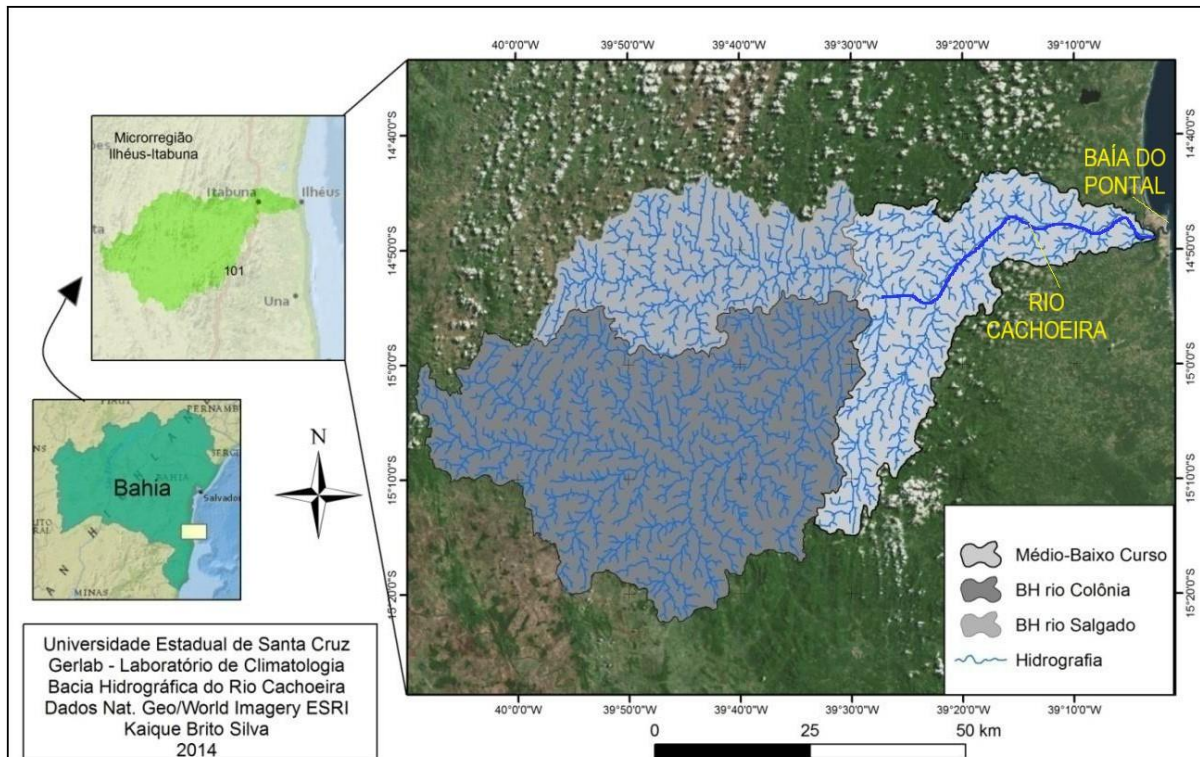 40°0'0"W
39°50'0"W
39°40'0"W
39°30'0"W
39°20'0"W
39°10'0"W
Microrregião
Ilhéus-Itabuna
Itabuna
Ilhéus
ta
101
Una
14°40'0"S
14°50'0"S
15°0'0"S
15°10'0"S
15°20'0"S
BAÍA DO
PONTAL
RIO
CACHOEIRA
14°40'0"S
14°50'0"S
15°0'0"S
15°10'0"S
15°20'0"S
PERNAMB
BAHIA
Bahia
Salvador
MINAS
N
Médio-Baixo Curso
BH rio Colônia
BH rio Salgado
Hidrografia
40°0'0"W
39°50'0"W
39°40'0"W
39°30'0"W
39°20'0"W
39°10'0"W
Universidade Estadual de Santa Cruz
Gerlab - Laboratório de Climatologia
Bacia Hidrográfica do Rio Cachoeira
Dados Nat. Geo/World Imagery ESRI
Kaique Brito Silva
2014
0 25 50 km